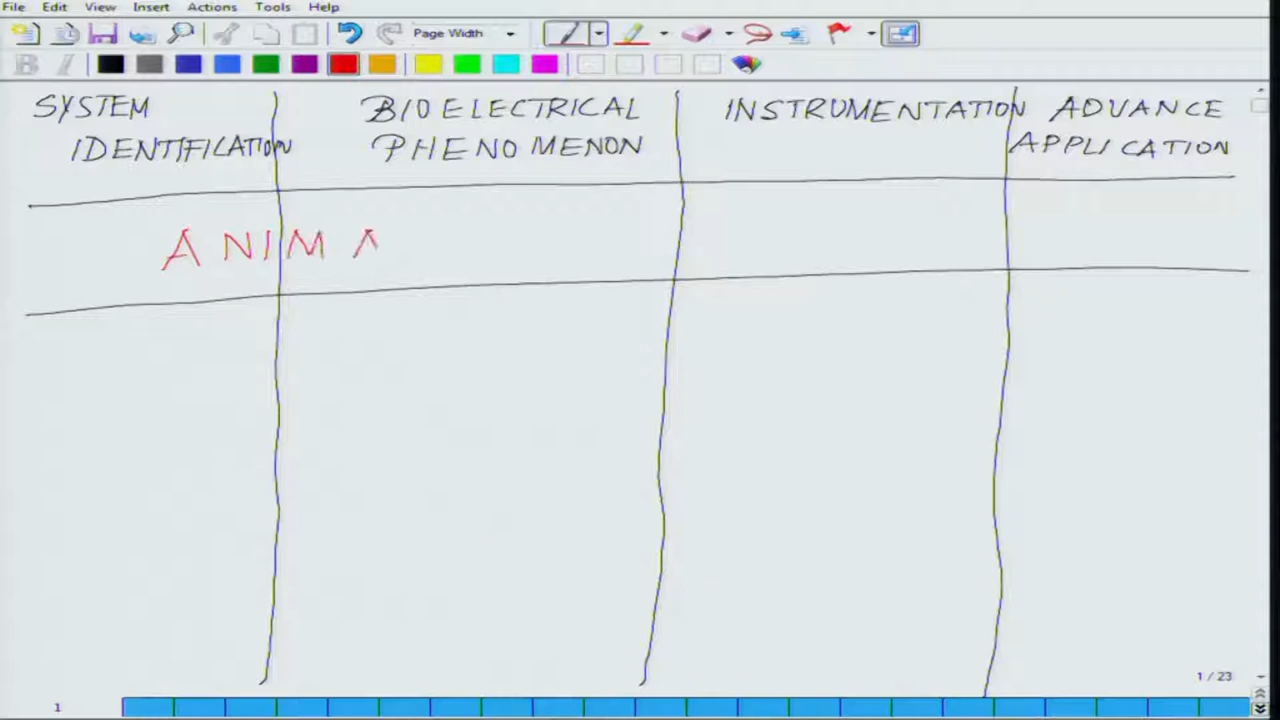 File Edit View Insert Actions Tools Help
Page Width
B I
SYSTEM IDENTIFICATION
BIOELECTRICAL PHENOMENON
INSTRUMENTATION
ADVANCE APPLICATION
ANIMA
1 / 23
1